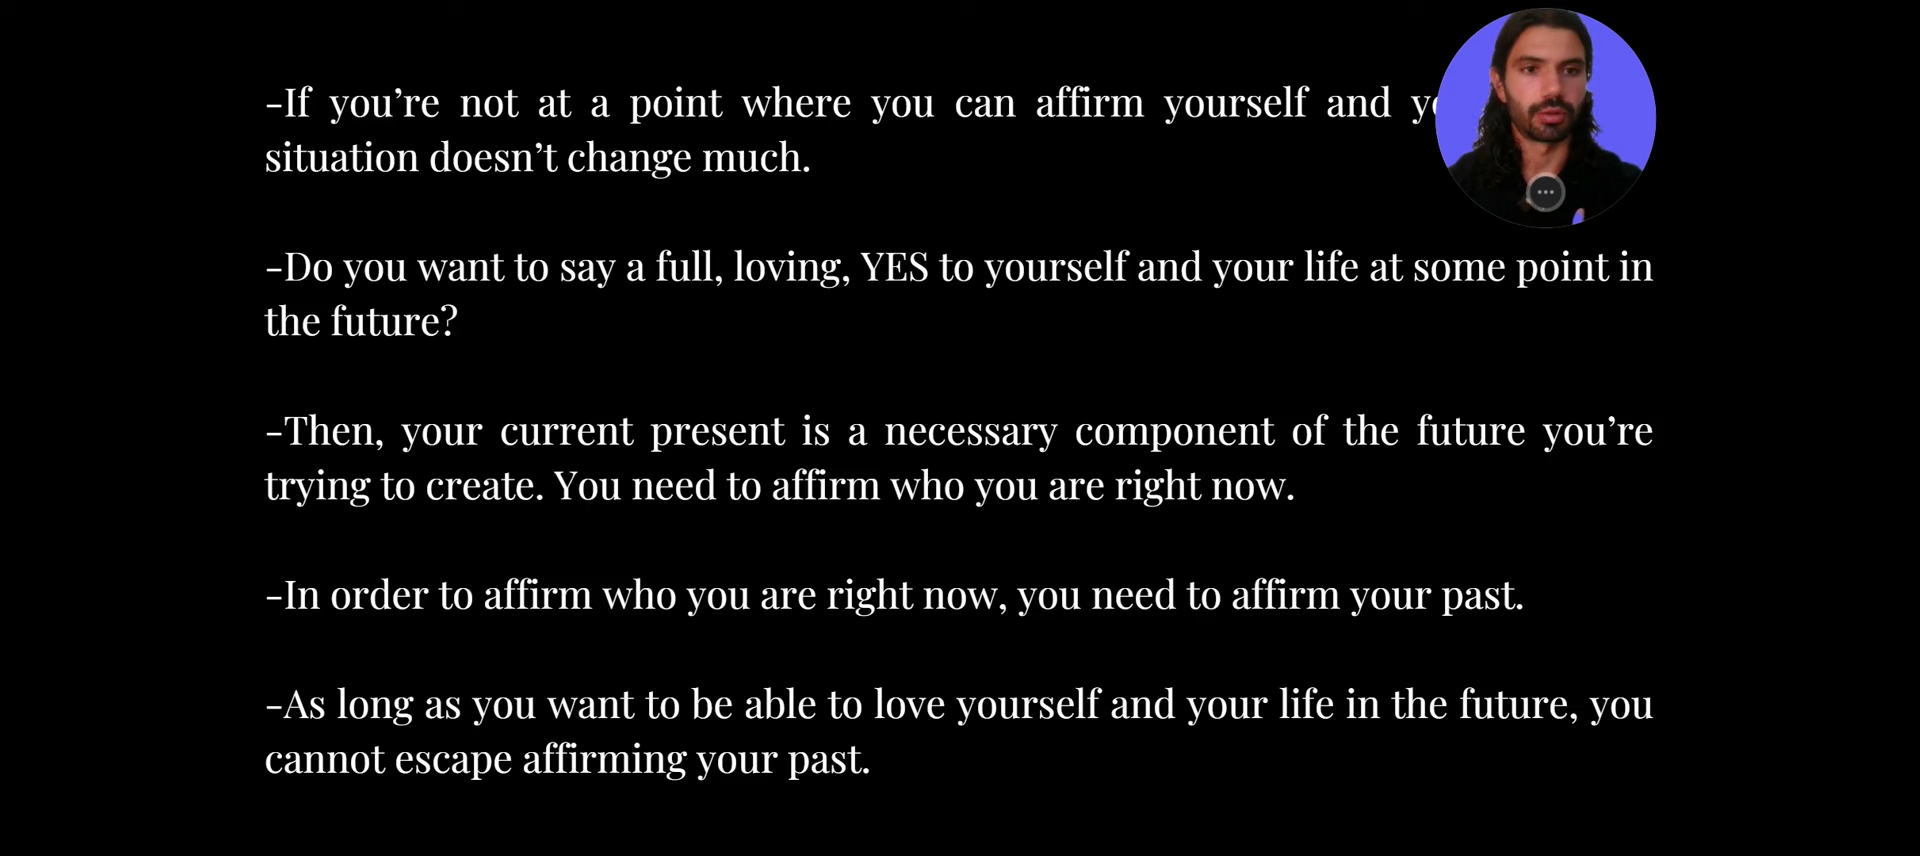 -If you’re not at a point where you can affirm yourself and
situation doesn’t change much.
-Do you want to say a full, loving, YES to yourself and your life at some point in
the future?
-Then, your current present is a necessary component of the future you’re
trying to create. You need to affirm who you are right now.
-In order to affirm who you are right now, you need to affirm your past.
-As long as you want to be able to love yourself and your life in the future, you
cannot escape affirming your past.